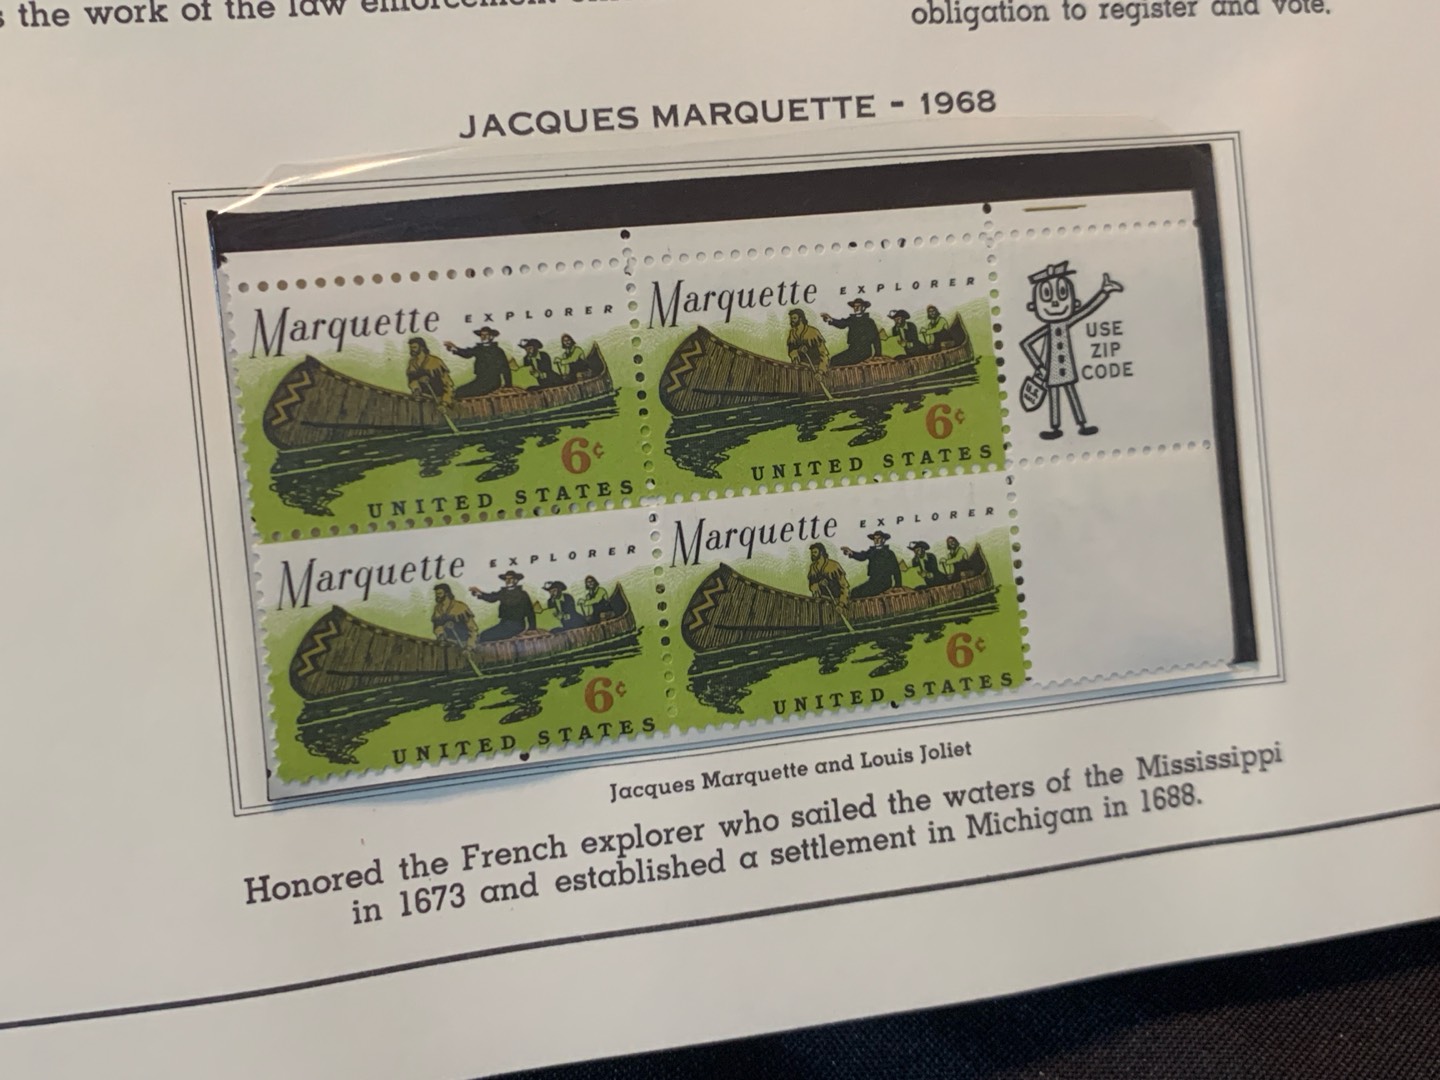 s the work of the law enforcement
obligation to register and vote.
JACQUES MARQUETTE - 1968
Marquette EXPLORER
6¢
UNITED STATES
Marquette EXPLORER
6¢
UNITED STATES
USE
ZIP
CODE
Marquette EXPLORER
6¢
UNITED STATES
Marquette EXPLORER
6¢
UNITED STATES
Jacques Marquette and Louis Joliet
Honored the French explorer who sailed the waters of the Mississippi
in 1673 and established a settlement in Michigan in 1688.